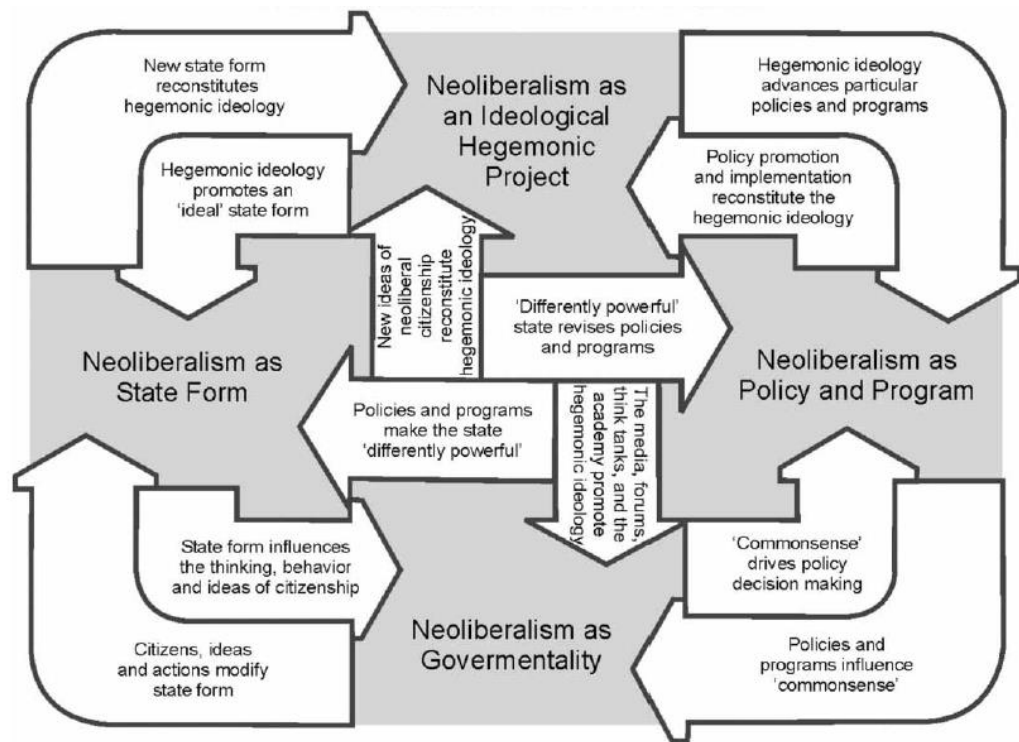 New state form
reconstitutes
hegemonic ideology
Neoliberalism as
an Ideological
Hegemonic
Project
Hegemonic ideology
advances particular
policies and programs
Hegemonic ideology
promotes an
‘ideal’ state form
Policy promotion
and implementation
reconstitute the
hegemonic ideology
New ideas of
neoliberal
citizenship
reconstitute
hegemonic ideology
‘Differently powerful’
state revises policies
and programs
Neoliberalism as
State Form
Neoliberalism as
Policy and Program
Policies and programs
make the state
‘differently powerful’
The media, forums,
think tanks, and the
academy promote
hegemonic ideology
State form influences
the thinking, behavior
and ideas of citizenship
‘Commonsense’
drives policy
decision making
Neoliberalism as
Govermentality
Citizens, ideas
and actions modify
state form
Policies and
programs influence
‘commonsense’